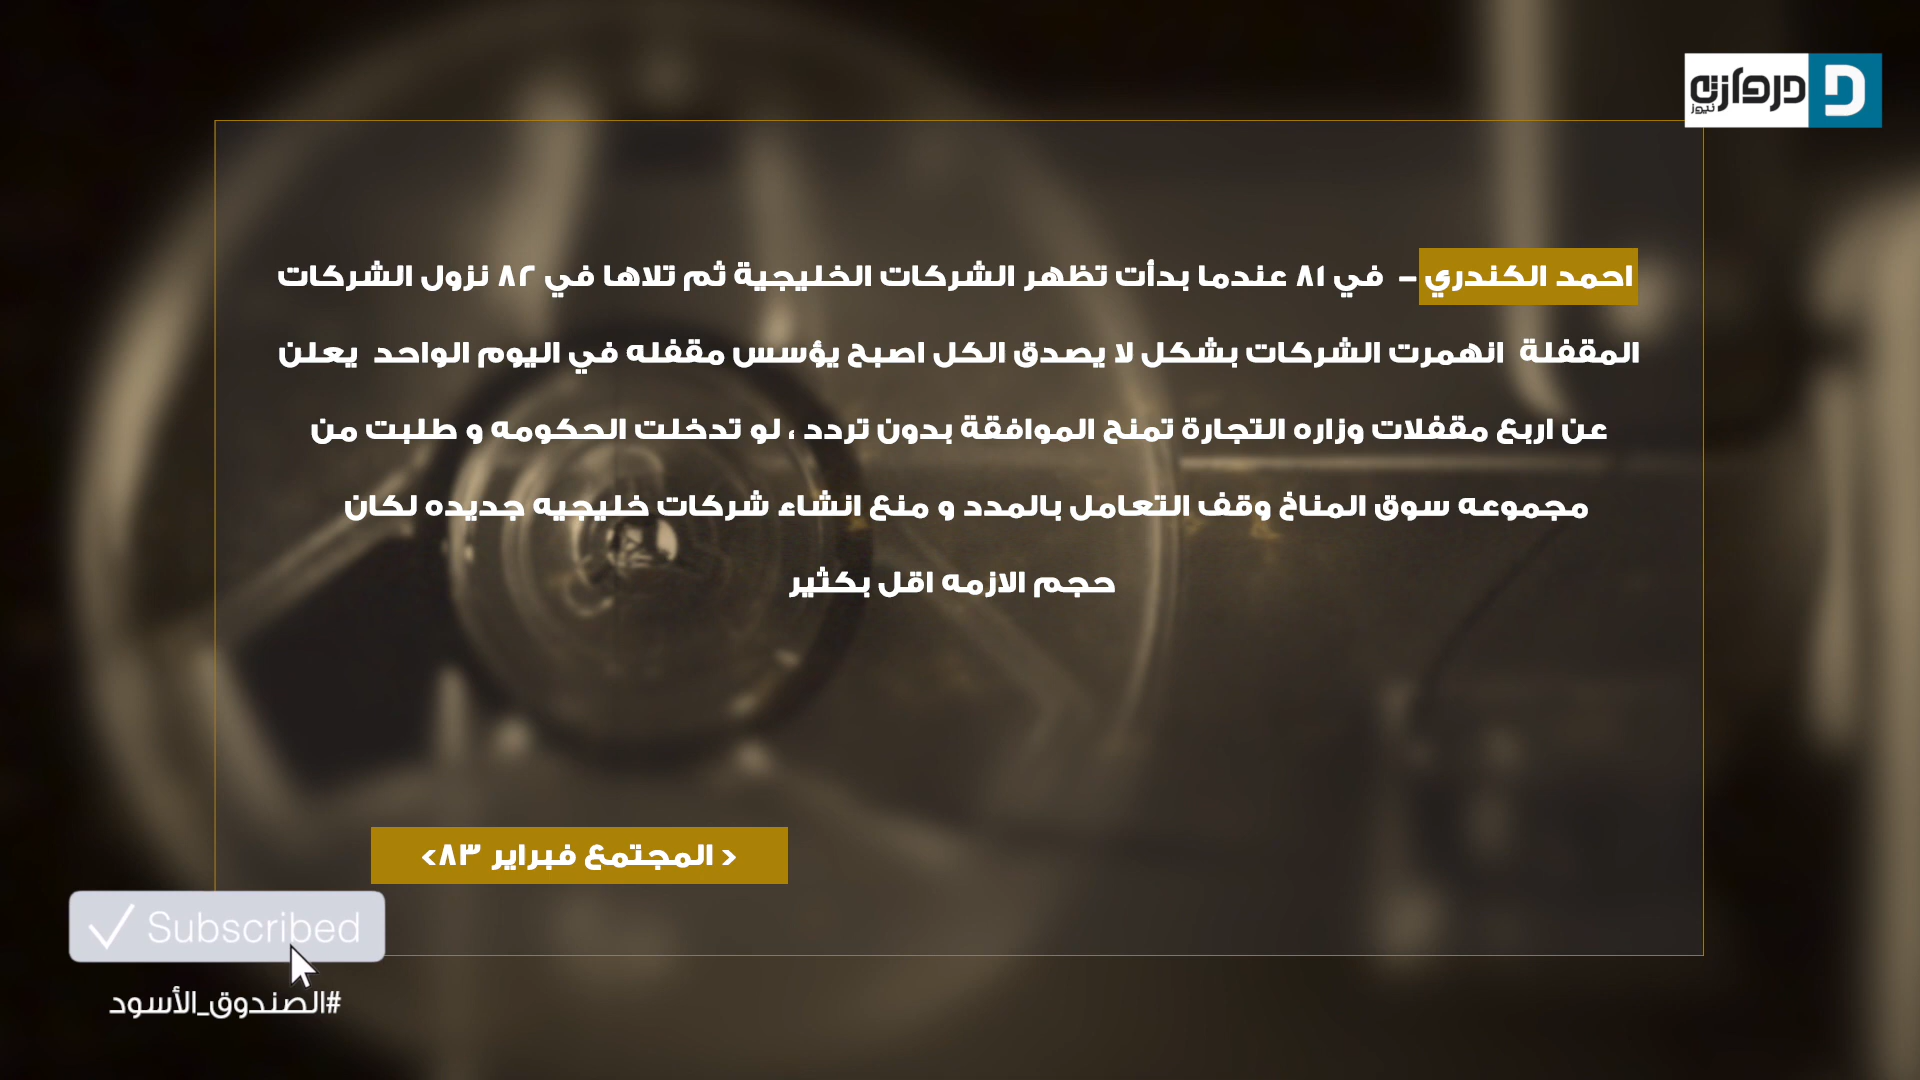 دروازة
نيوز
D
احمد الكندري - في ٨١ عندما بدأت تظهر الشركات الخليجية ثم تلاها في ٨٢ نزول الشركات
المقفلة انهمرت الشركات بشكل لا يصدق الكل اصبح يؤسس مقفله في اليوم الواحد يعلن
عن اربع مقفلات وزاره التجارة تمنح الموافقة بدون تردد ، لو تدخلت الحكومه و طلبت من
مجموعه سوق المناخ وقف التعامل بالمدد و منع انشاء شركات خليجيه جديده لكان
حجم الازمه اقل بكثير
< المجتمع فبراير ٨٣>
Subscribed
#الصندوق_الأسود